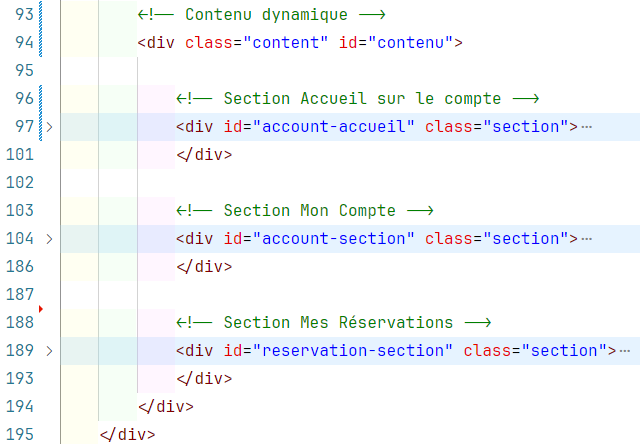 93 <!-- Contenu dynamique -->
94 <div class="content" id="contenu">
95
96 <!-- Section Accueil sur le compte -->
97 <div id="account-accueil" class="section">…
101 </div>
102
103 <!-- Section Mon Compte -->
104 <div id="account-section" class="section">…
186 </div>
187
188 <!-- Section Mes Réservations -->
189 <div id="reservation-section" class="section">…
193 </div>
194 </div>
195 </div>